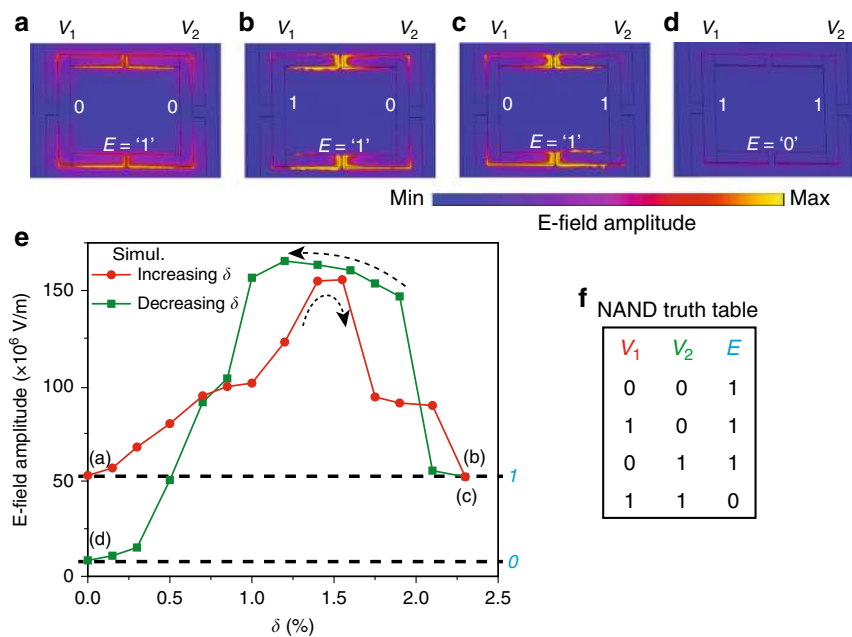 a b c d
V1 V2 V1 V2 V1 V2 V1 V2
0 0 1 0 0 1 1 1
E = ‘1’ E = ‘1’ E = ‘1’ E = ‘0’
Min Max
E-field amplitude
e
Simul.
Increasing δ
Decreasing δ
E-field amplitude (×10⁶ V/m)
150
100
50
0
(a)
(b)
(c)
(d)
1
0
0.0 0.5 1.0 1.5 2.0 2.5
δ (%)
f
NAND truth table
V1 V2 E
0 0 1
1 0 1
0 1 1
1 1 0